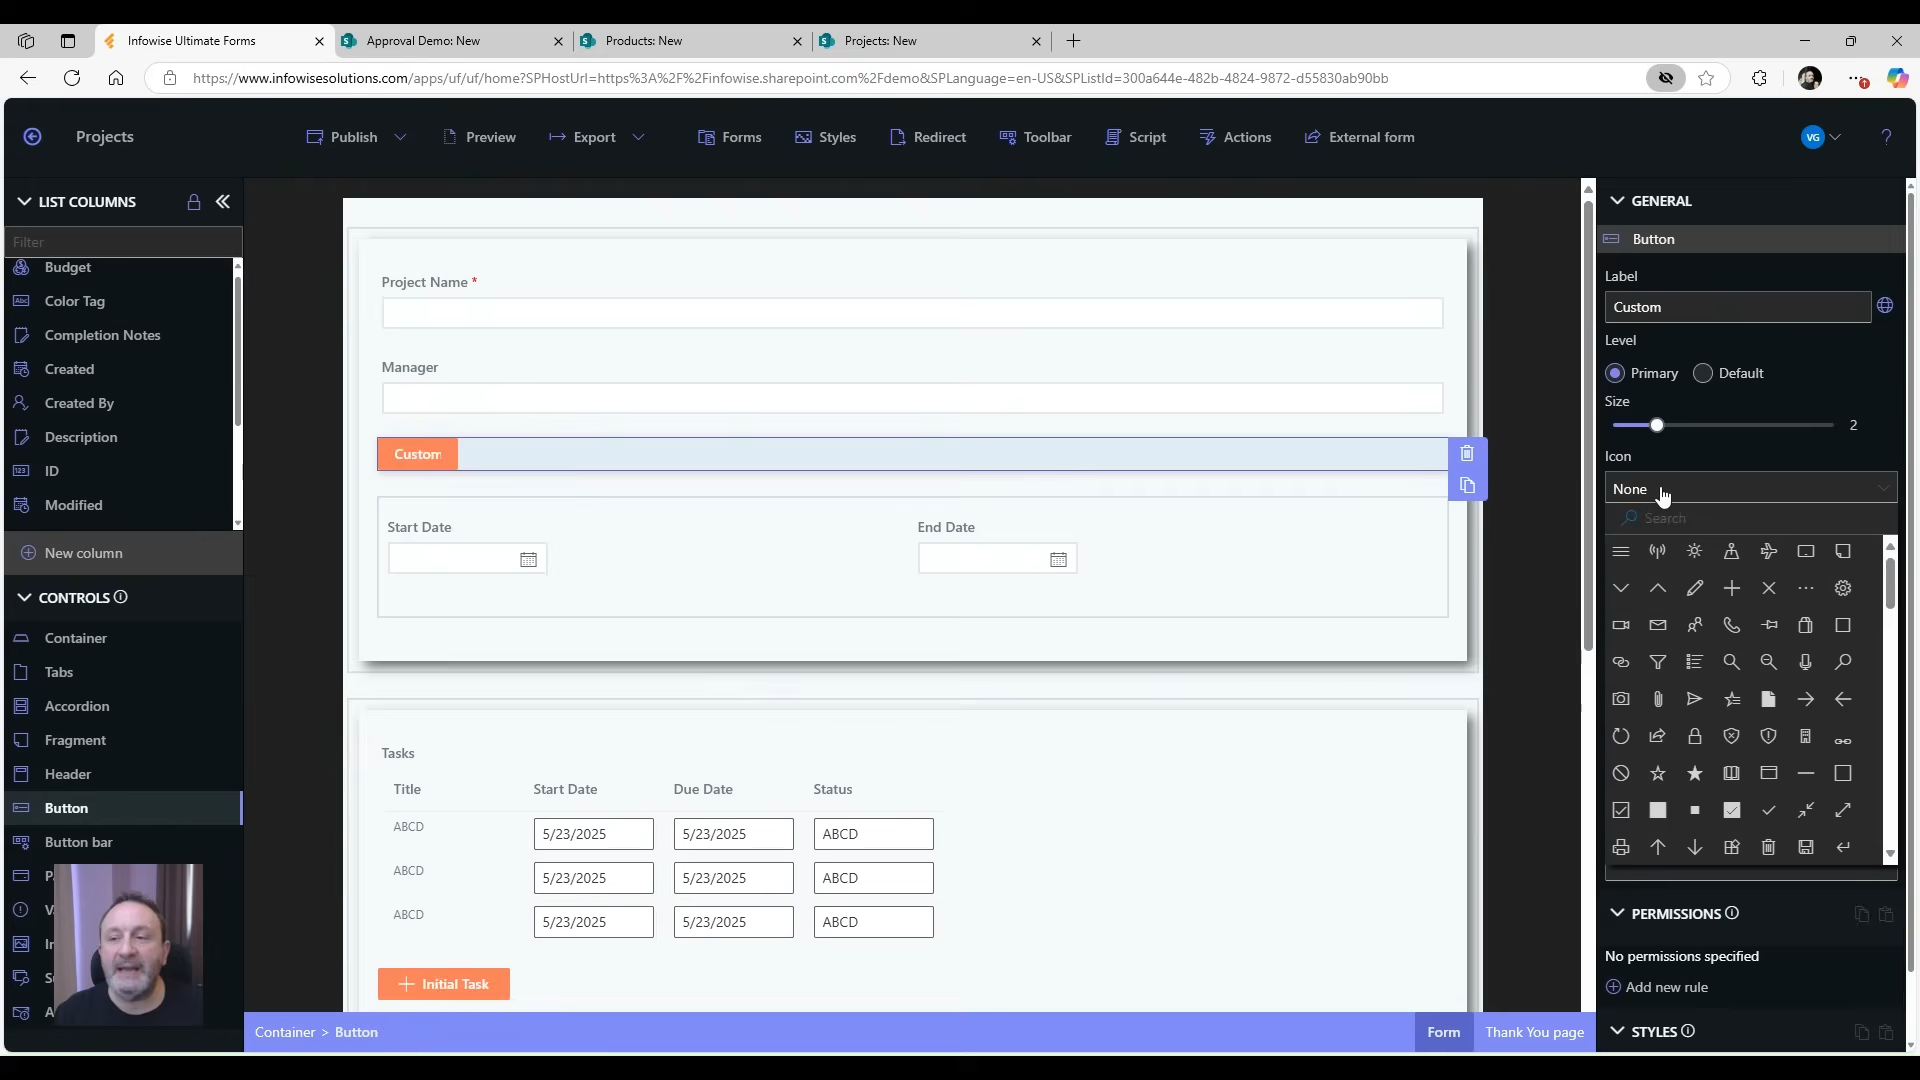 Infowise Ultimate Forms
Approval Demo: New
Products: New
Projects: New
https://www.infowisesolutions.com/apps/uf/uf/home?SPHostUrl=https%3A%2F%2Finfowise.sharepoint.com%2Fdemo&SPLanguage=en-US&SPListId=300a644e-482b-4824-9872-d55830ab90bb
Projects
Publish
Preview
Export
Forms
Styles
Redirect
Toolbar
Script
Actions
External form
VG
?
LIST COLUMNS
Filter
Budget
Color Tag
Completion Notes
Created
Created By
Description
ID
Modified
New column
CONTROLS
Container
Tabs
Accordion
Fragment
Header
Button
Button bar
Project Name *
Manager
Custom
Start Date
End Date
Tasks
Title Start Date Due Date Status
ABCD 5/23/2025 5/23/2025 ABCD
ABCD 5/23/2025 5/23/2025 ABCD
ABCD 5/23/2025 5/23/2025 ABCD
Initial Task
Container > Button
Form
Thank You page
GENERAL
Button
Label
Custom
Level
Primary
Default
Size
2
Icon
None
Search
PERMISSIONS
No permissions specified
Add new rule
STYLES